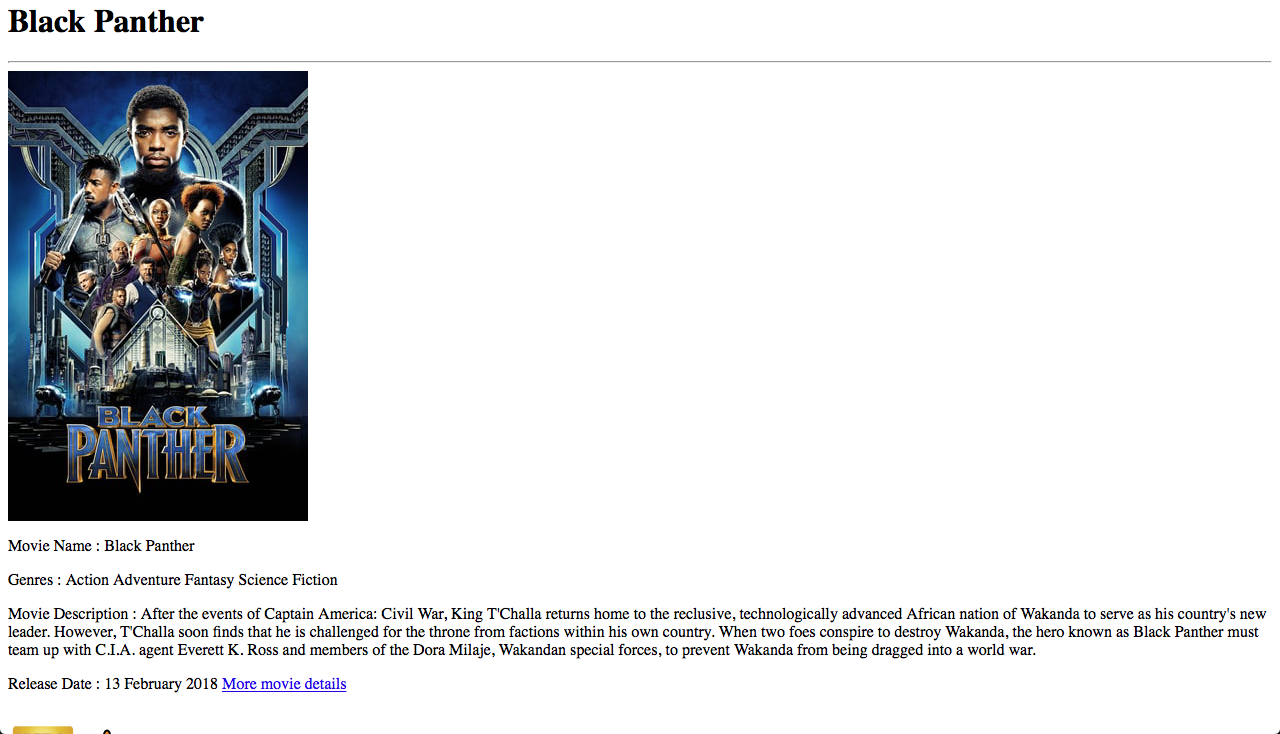 Black Panther
BLACK
PANTHER
Movie Name : Black Panther
Genres : Action Adventure Fantasy Science Fiction
Movie Description : After the events of Captain America: Civil War, King T'Challa returns home to the reclusive, technologically advanced African nation of Wakanda to serve as his country's new
leader. However, T'Challa soon finds that he is challenged for the throne from factions within his own country. When two foes conspire to destroy Wakanda, the hero known as Black Panther must
team up with C.I.A. agent Everett K. Ross and members of the Dora Milaje, Wakandan special forces, to prevent Wakanda from being dragged into a world war.
Release Date : 13 February 2018 More movie details